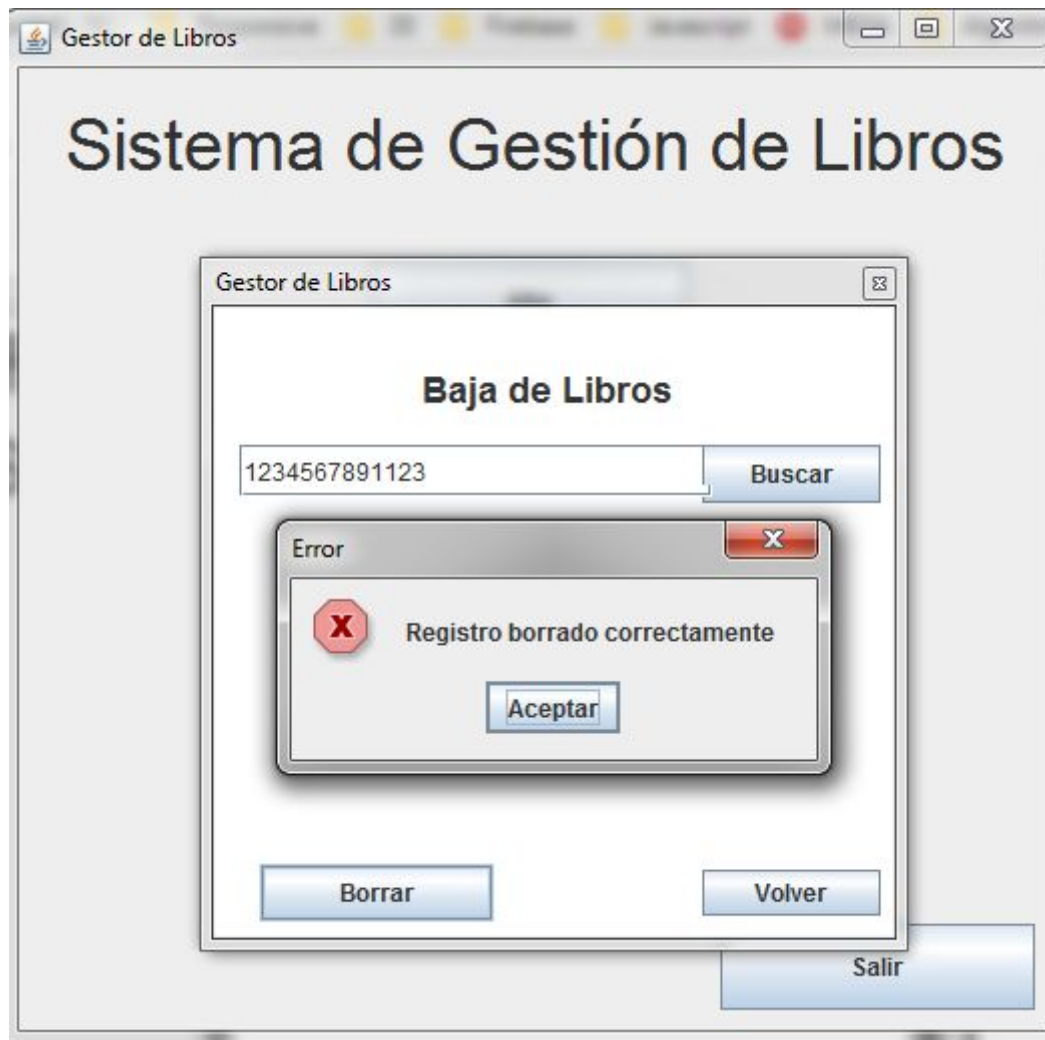 Gestor de Libros
Sistema de Gestión de Libros
Gestor de Libros
Baja de Libros
1234567891123
Buscar
Error
Registro borrado correctamente
Aceptar
Borrar
Volver
Salir